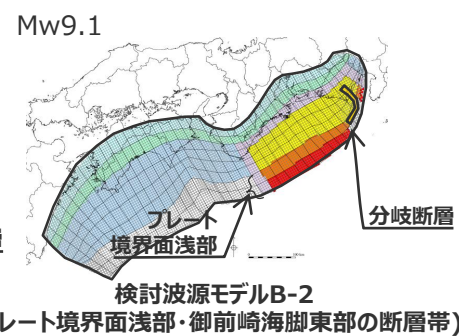 Mw9.1
プレート
境界面浅部
分岐断層
検討波源モデルB-2
レート境界面浅部・御前崎海脚東部の断層帯)